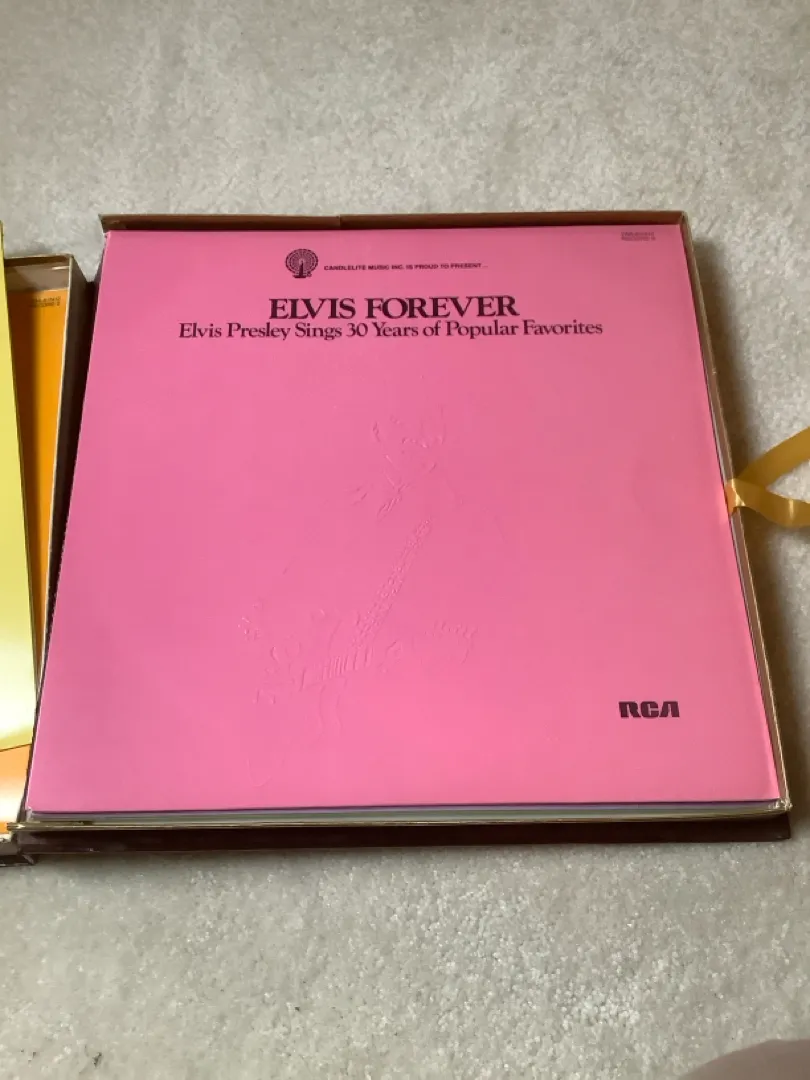 CANDLELITE MUSIC INC. IS PROUD TO PRESENT...
ELVIS FOREVER
Elvis Presley Sings 30 Years of Popular Favorites
RCA